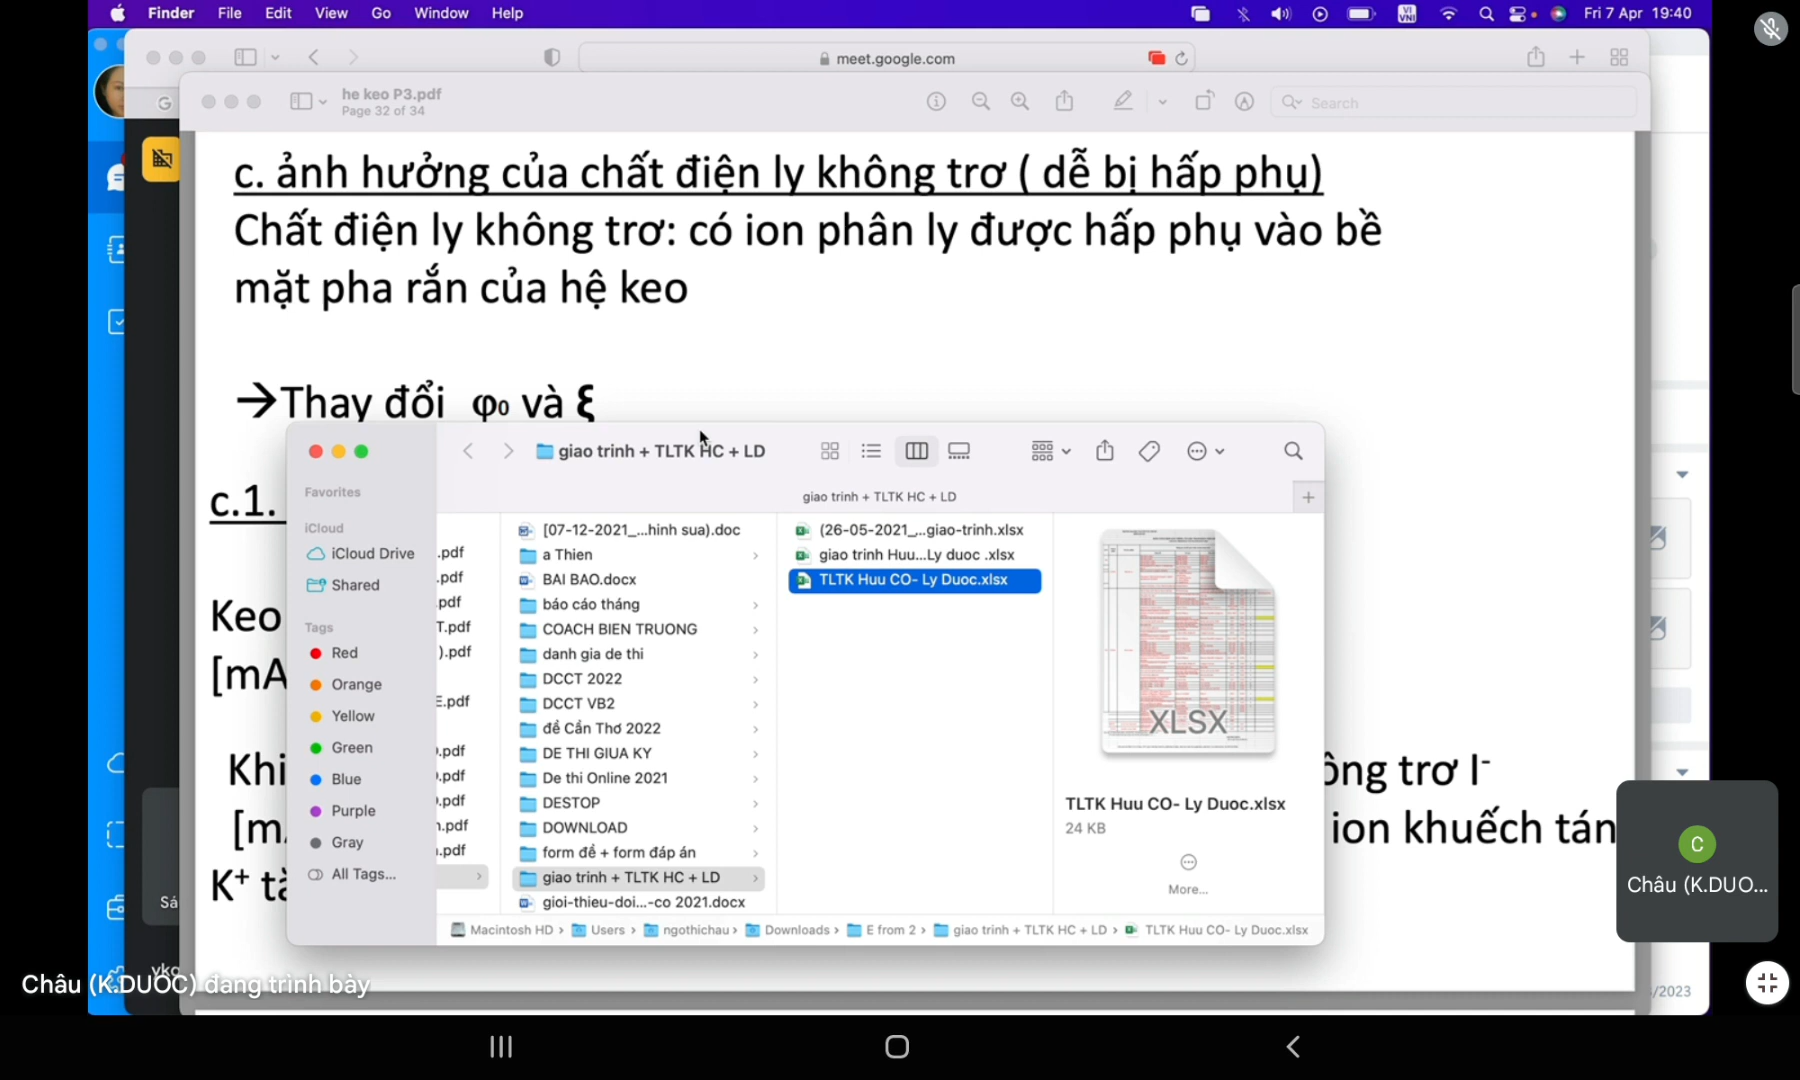 Finder File Edit View Go Window Help
VI
VNI
Fri 7 Apr 19:40
meet.google.com
G
he keo P3.pdf
Page 32 of 34
Search
c. ảnh hưởng của chất điện ly không trơ ( dễ bị hấp phụ)
Chất điện ly không trơ: có ion phân ly được hấp phụ vào bề
mặt pha rắn của hệ keo
→Thay đổi φ₀ và ξ
giao trinh + TLTK HC + LD
giao trinh + TLTK HC + LD
c.1.
Favorites
iCloud
iCloud Drive
Shared
Tags
Red
Orange
Yellow
Green
Blue
Purple
Gray
All Tags...
.pdf
.pdf
pdf
T.pdf
).pdf
E.pdf
.pdf
.pdf
.pdf
.pdf
.pdf
[07-12-2021_...hinh sua).doc
a Thien
BAI BAO.docx
báo cáo tháng
COACH BIEN TRUONG
danh gia de thi
DCCT 2022
DCCT VB2
đề Cần Thơ 2022
DE THI GIUA KY
De thi Online 2021
DESTOP
DOWNLOAD
form đề + form đáp án
giao trinh + TLTK HC + LD
gioi-thieu-doi...-co 2021.docx
(26-05-2021_...giao-trinh.xlsx
giao trinh Huu...Ly duoc .xlsx
TLTK Huu CO- Ly Duoc.xlsx
XLSX
TLTK Huu CO- Ly Duoc.xlsx
24 KB
More...
Macintosh HD › Users › ngothichau › Downloads › E from 2 › giao trinh + TLTK HC + LD › TLTK Huu CO- Ly Duoc.xlsx
Keo
[mA
Khi
ông trơ I⁻
[m
ion khuếch tán
K⁺ tà
Sá
C
Châu (K.DUO...
Châu (K.DUOC) đang trình bày
/2023